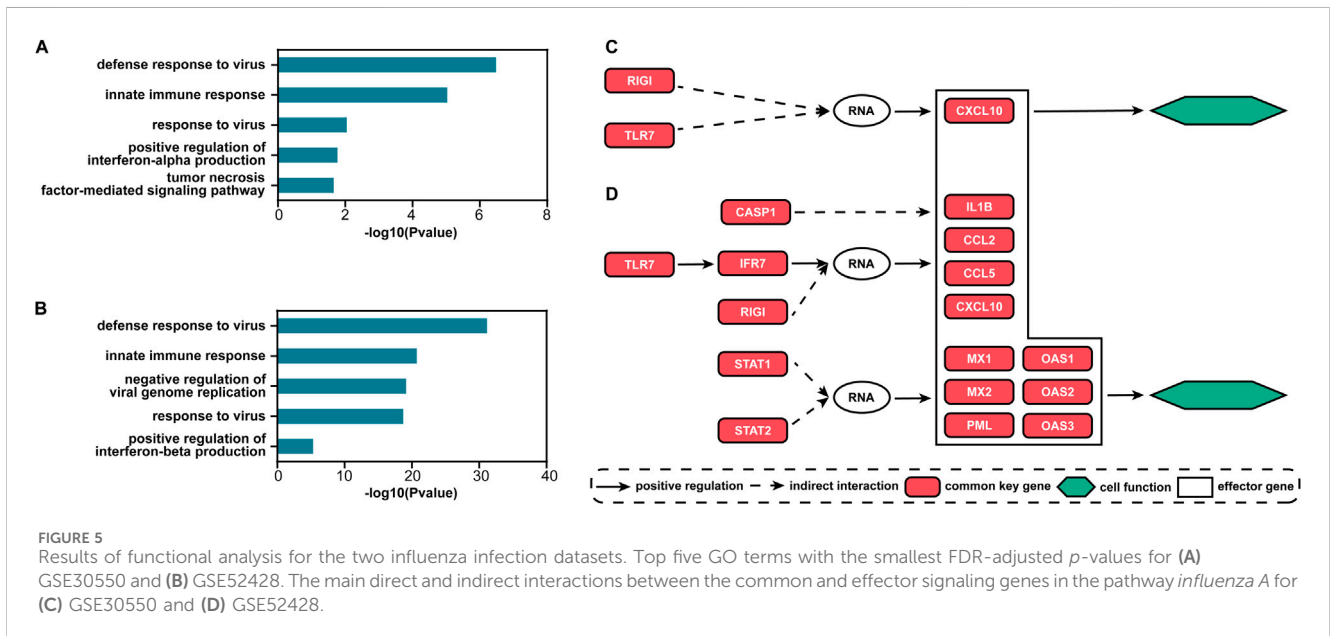 A
defense response to virus
innate immune response
response to virus
positive regulation of
interferon-alpha production
tumor necrosis
factor-mediated signaling pathway
0 2 4 6 8
-log10(Pvalue)
B
defense response to virus
innate immune response
negative regulation of
viral genome replication
response to virus
positive regulation of
interferon-beta production
0 10 20 30 40
-log10(Pvalue)
C
RIGI
TLR7
RNA
CXCL10
D
CASP1
TLR7
IFR7
RIGI
RNA
IL1B
CCL2
CCL5
CXCL10
STAT1
STAT2
RNA
MX1 OAS1
MX2 OAS2
PML OAS3
positive regulation indirect interaction common key gene cell function effector gene
FIGURE 5
Results of functional analysis for the two influenza infection datasets. Top five GO terms with the smallest FDR-adjusted p-values for (A)
GSE30550 and (B) GSE52428. The main direct and indirect interactions between the common and effector signaling genes in the pathway influenza A for
(C) GSE30550 and (D) GSE52428.